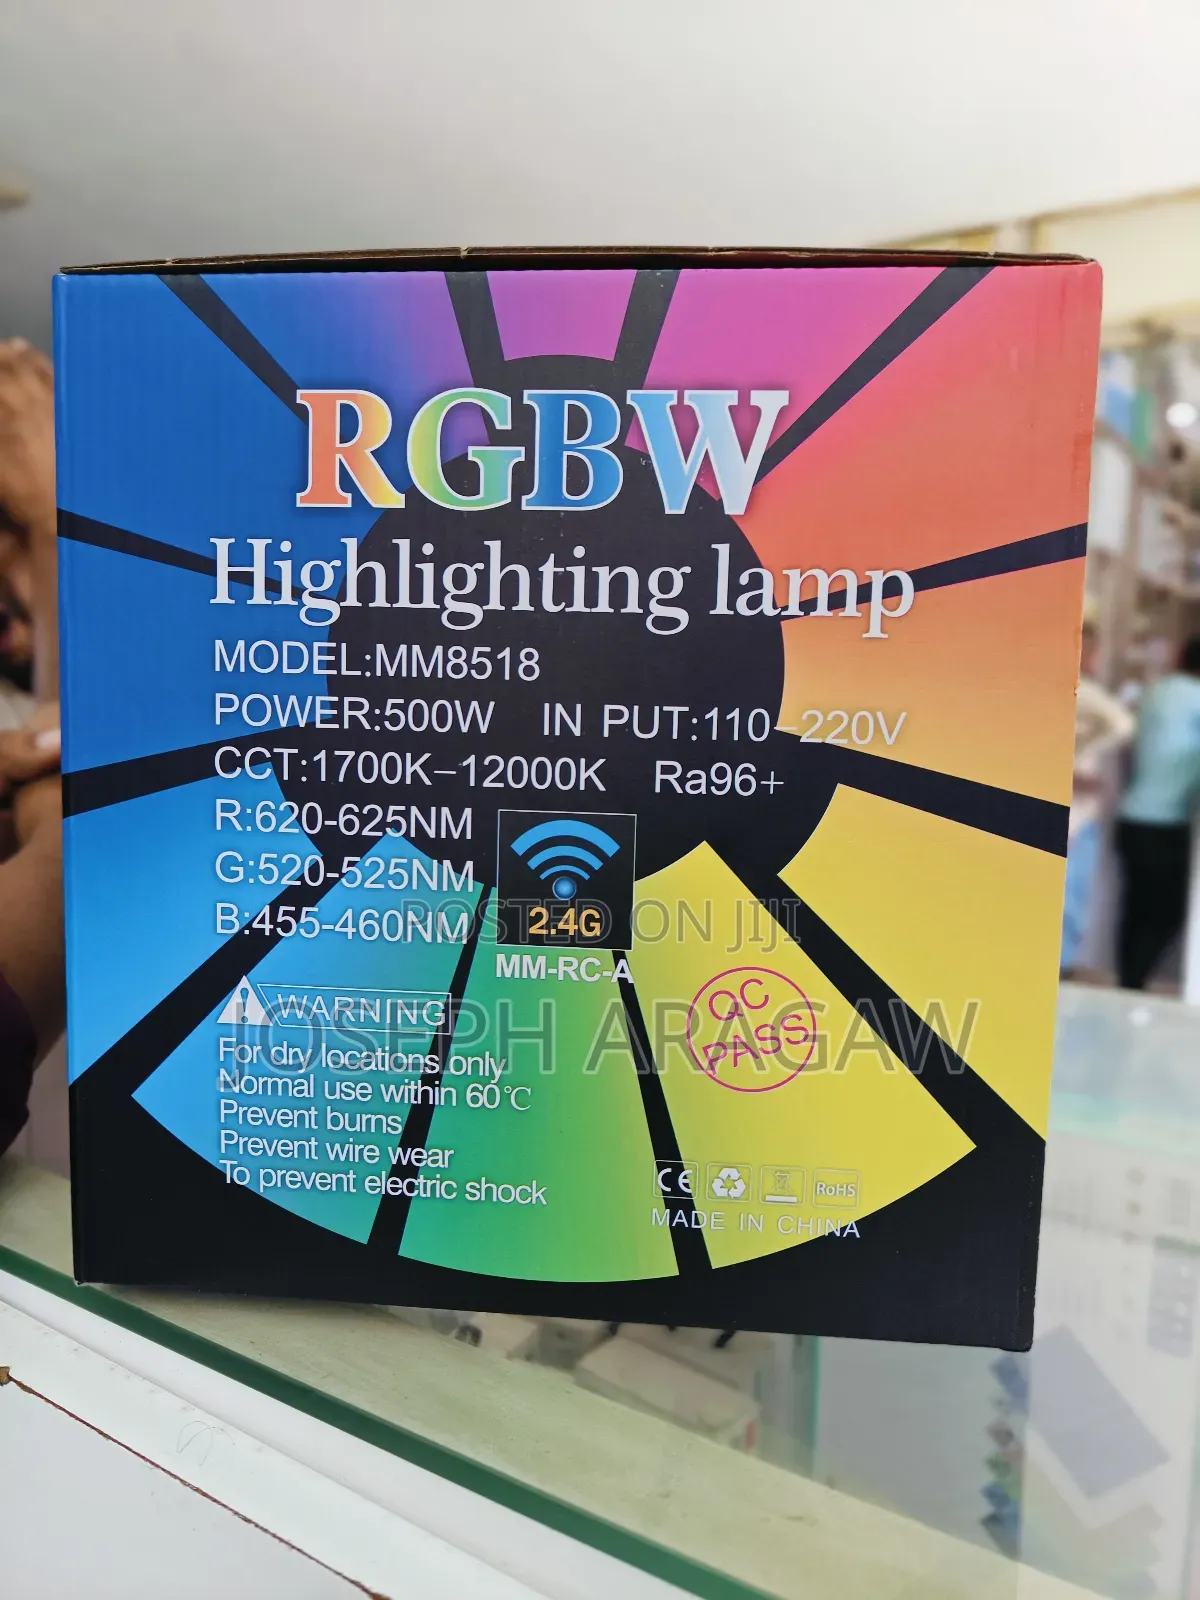 RGBW
Highlighting lamp
MODEL:MM8518
POWER:500W IN PUT:110-220V
CCT:1700K-12000K Ra96+
R:620-625NM
G:520-525NM
B:455-460NM
2.4G
MM-RC-A
POSTED ON JIJI
JOSEPH ARAGAW
QC
PASS
WARNING
For dry locations only
Normal use within 60℃
Prevent burns
Prevent wire wear
To prevent electric shock
CE
RoHS
MADE IN CHINA